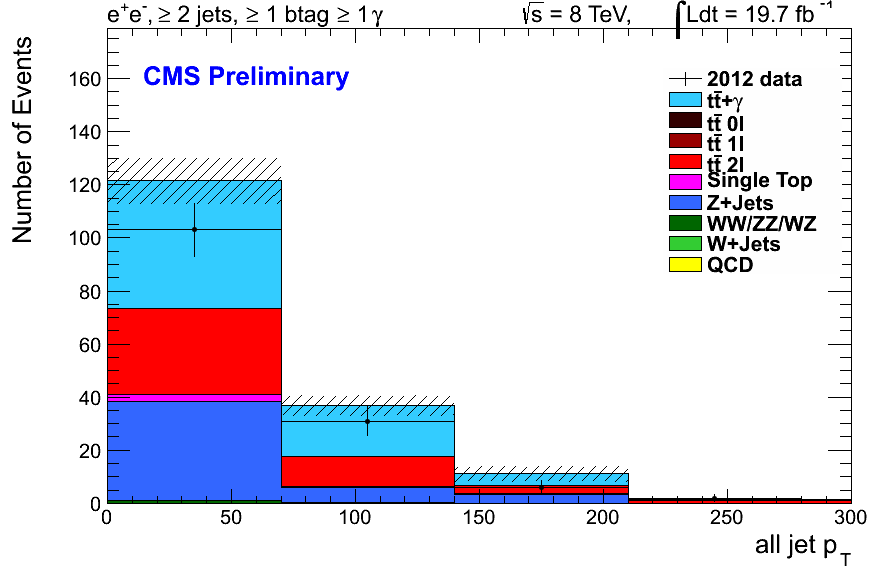 e⁺e⁻, ≥ 2 jets, ≥ 1 btag ≥ 1 γ √s = 8 TeV, ∫Ldt = 19.7 fb⁻¹
CMS Preliminary
Number of Events
2012 data
tt̄+γ
tt̄ 0l
tt̄ 1l
tt̄ 2l
Single Top
Z+Jets
WW/ZZ/WZ
W+Jets
QCD
160
140
120
100
80
60
40
20
0
0 50 100 150 200 250 300
all jet p_T